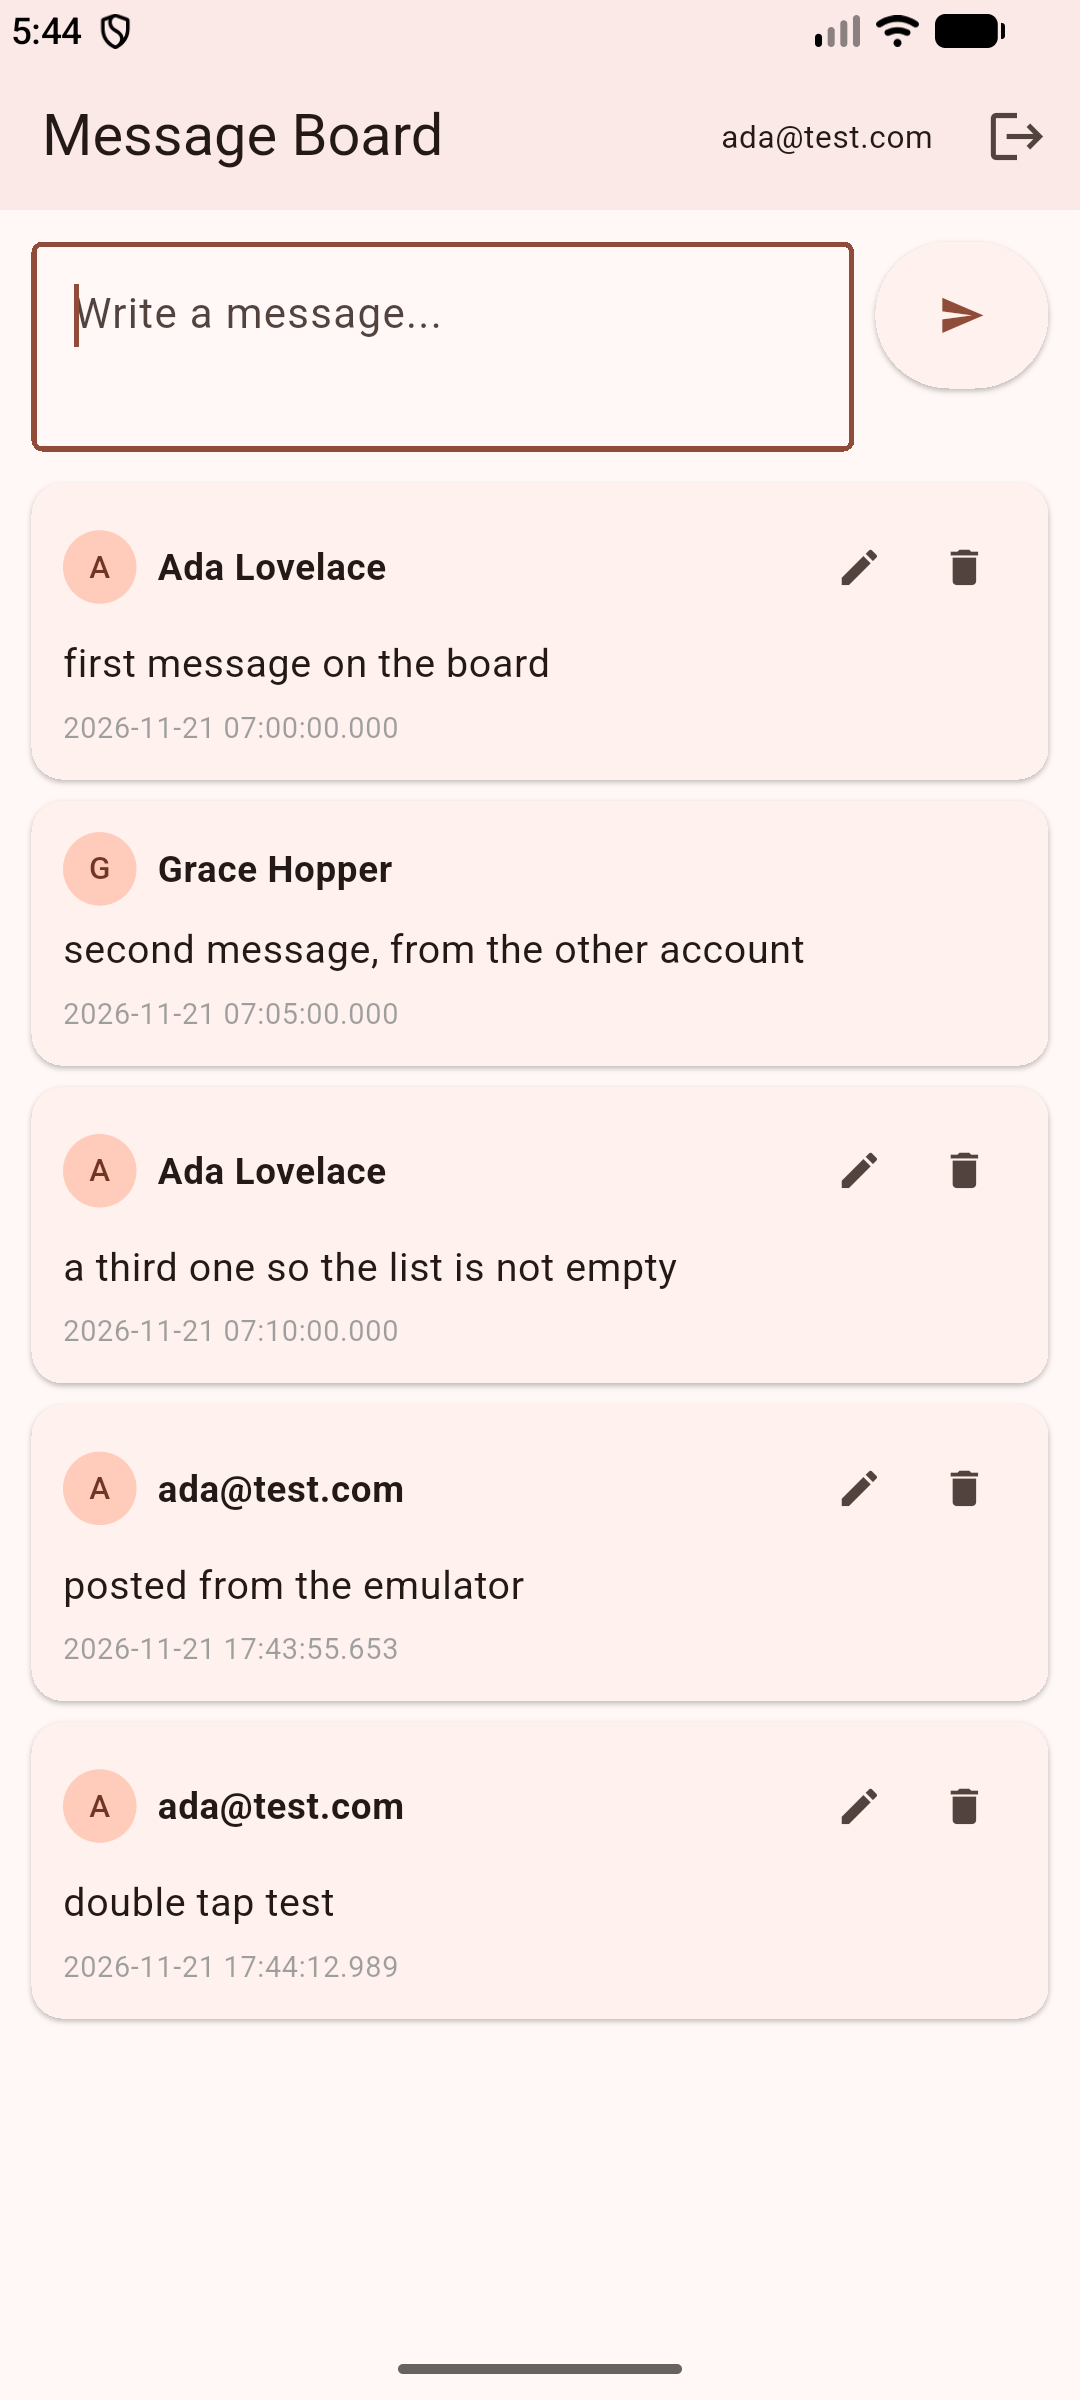 5:44
Message Board
ada@test.com
Write a message...
A
Ada Lovelace
first message on the board
2026-11-21 07:00:00.000
G
Grace Hopper
second message, from the other account
2026-11-21 07:05:00.000
A
Ada Lovelace
a third one so the list is not empty
2026-11-21 07:10:00.000
A
ada@test.com
posted from the emulator
2026-11-21 17:43:55.653
A
ada@test.com
double tap test
2026-11-21 17:44:12.989